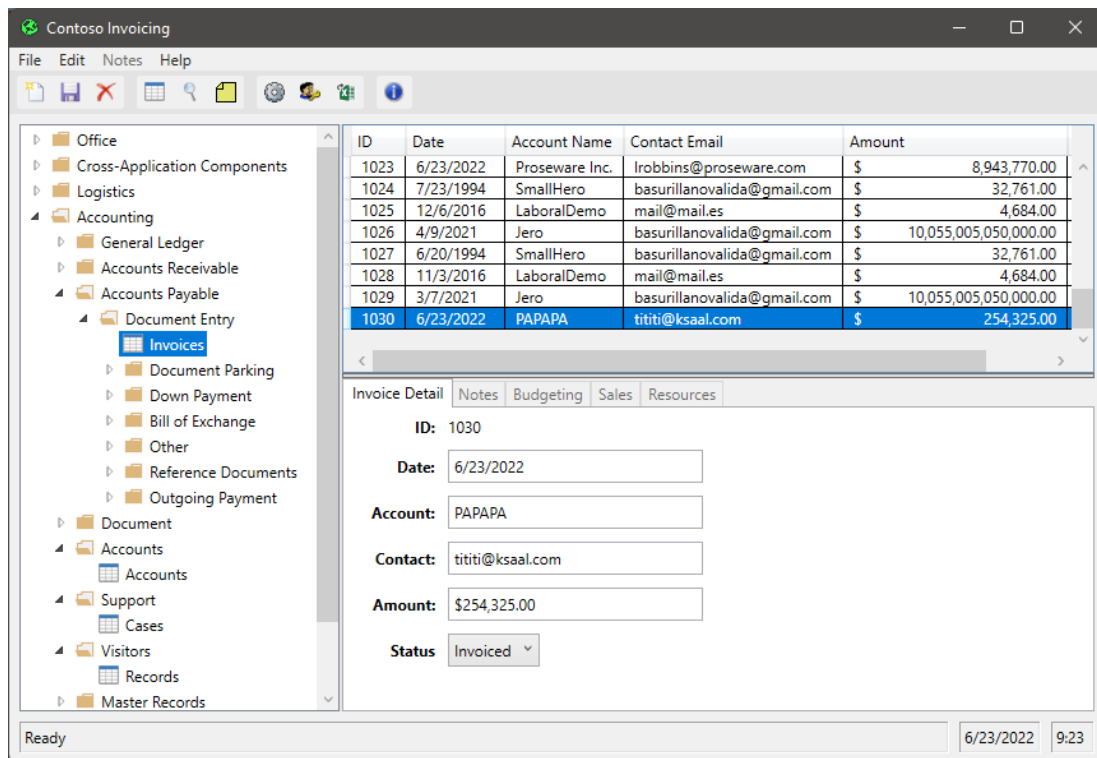 Contoso Invoicing
File Edit Notes Help
Office
Cross-Application Components
Logistics
Accounting
General Ledger
Accounts Receivable
Accounts Payable
Document Entry
Invoices
Document Parking
Down Payment
Bill of Exchange
Other
Reference Documents
Outgoing Payment
Document
Accounts
Accounts
Support
Cases
Visitors
Records
Master Records
ID Date Account Name Contact Email Amount
1023 6/23/2022 Proseware Inc. lrobbins@proseware.com $ 8,943,770.00
1024 7/23/1994 SmallHero basurillanovalida@gmail.com $ 32,761.00
1025 12/6/2016 LaboralDemo mail@mail.es $ 4,684.00
1026 4/9/2021 Jero basurillanovalida@gmail.com $ 10,055,005,050,000.00
1027 6/20/1994 SmallHero basurillanovalida@gmail.com $ 32,761.00
1028 11/3/2016 LaboralDemo mail@mail.es $ 4,684.00
1029 3/7/2021 Jero basurillanovalida@gmail.com $ 10,055,005,050,000.00
1030 6/23/2022 PAPAPA tititi@ksaal.com $ 254,325.00
Invoice Detail Notes Budgeting Sales Resources
ID: 1030
Date: 6/23/2022
Account: PAPAPA
Contact: tititi@ksaal.com
Amount: $254,325.00
Status Invoiced
Ready 6/23/2022 9:23